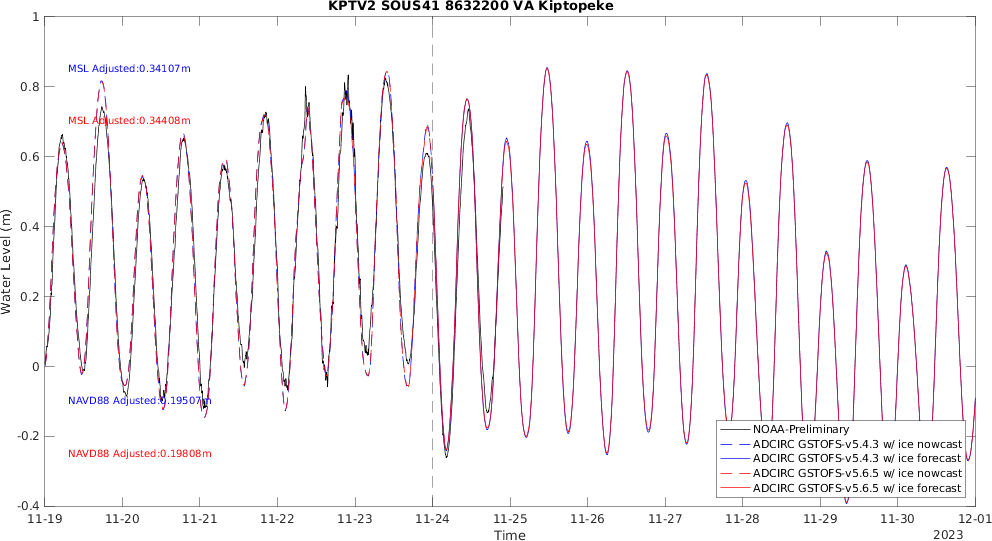 KPTV2 SOUS41 8632200 VA Kiptopeke
1
0.8
0.6
0.4
0.2
0
-0.2
-0.4
Water Level (m)
MSL Adjusted:0.34107m
MSL Adjusted:0.34408m
NAVD88 Adjusted:0.19507m
NAVD88 Adjusted:0.19808m
NOAA-Preliminary
ADCIRC GSTOFS-v5.4.3 w/ ice nowcast
ADCIRC GSTOFS-v5.4.3 w/ ice forecast
ADCIRC GSTOFS-v5.6.5 w/ ice nowcast
ADCIRC GSTOFS-v5.6.5 w/ ice forecast
11-19 11-20 11-21 11-22 11-23 11-24 11-25 11-26 11-27 11-28 11-29 11-30 12-01
Time
2023